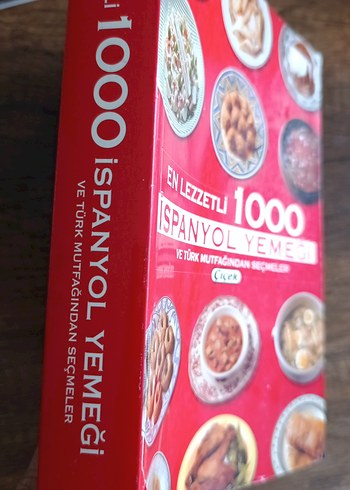 1000 İSPANYOL YEMEĞİ
VE TÜRK MUTFAĞINDAN SEÇMELER
EN LEZZETLİ 1000
İSPANYOL YEMEĞİ
VE TÜRK MUTFAĞINDAN SEÇMELER
Çiçek